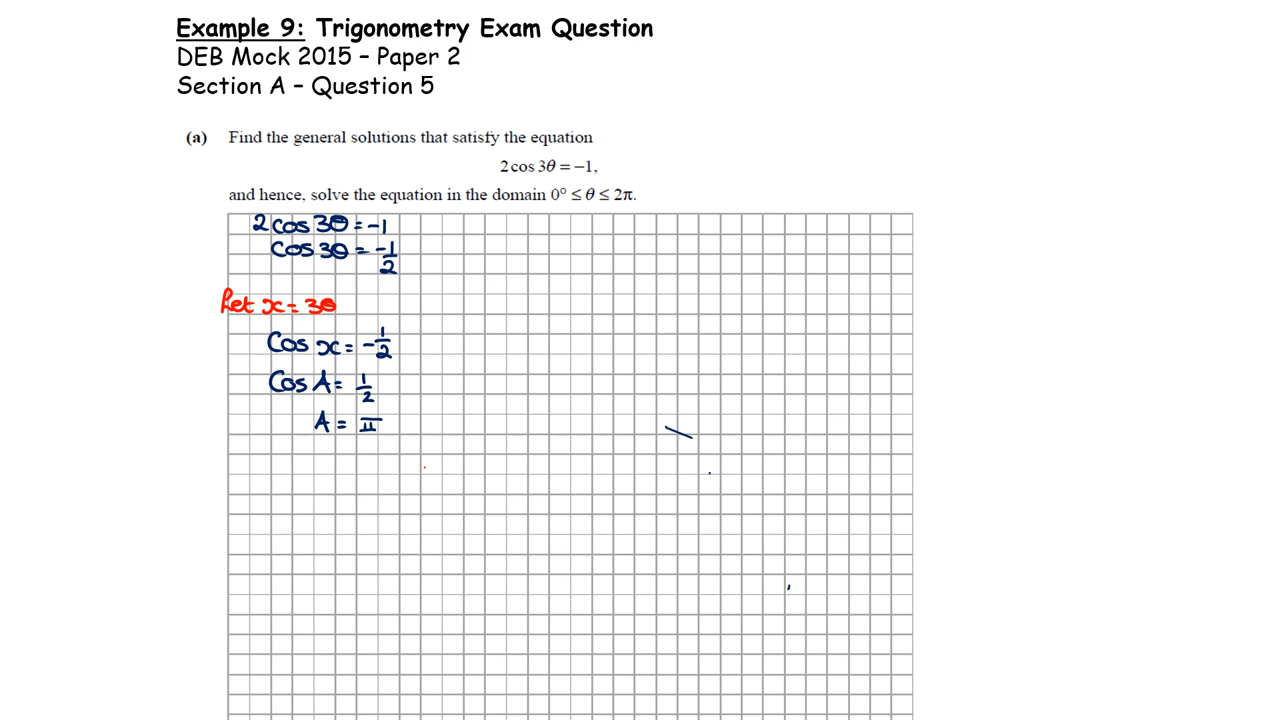 Example 9: Trigonometry Exam Question
DEB Mock 2015 – Paper 2
Section A – Question 5
(a) Find the general solutions that satisfy the equation
2 cos 3θ = −1,
and hence, solve the equation in the domain 0° ≤ θ ≤ 2π.
2 cos 3θ = -1
cos 3θ = -1/2
Let x = 3θ
Cos x = -1/2
Cos A = 1/2
A = π